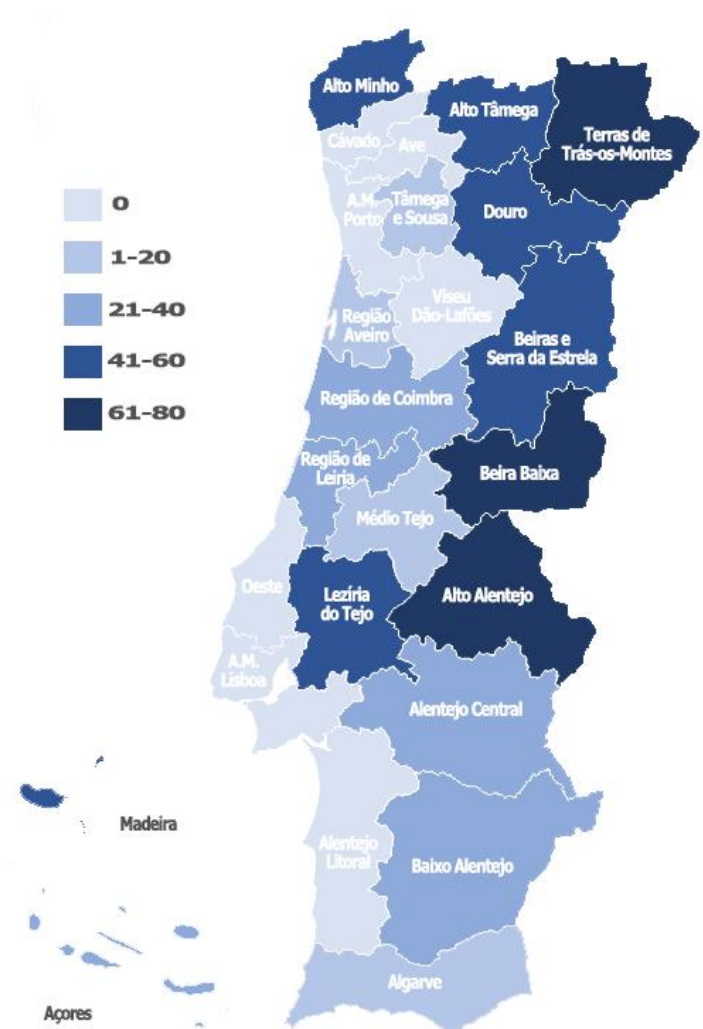 Alto Minho
Alto Tâmega
Terras de
Trás-os-Montes
Cávado
Ave
A.M.
Porto
Tâmega
e Sousa
Douro
0
1-20
21-40
41-60
61-80
Viseu
Dão-Lafões
Região
Aveiro
Beiras e
Serra da Estrela
Região de Coimbra
Região de
Leiria
Beira Baixa
Médio Tejo
Oeste
Lezíria
do Tejo
Alto Alentejo
A.M.
Lisboa
Alentejo Central
Madeira
Alentejo
Litoral
Baixo Alentejo
Algarve
Açores